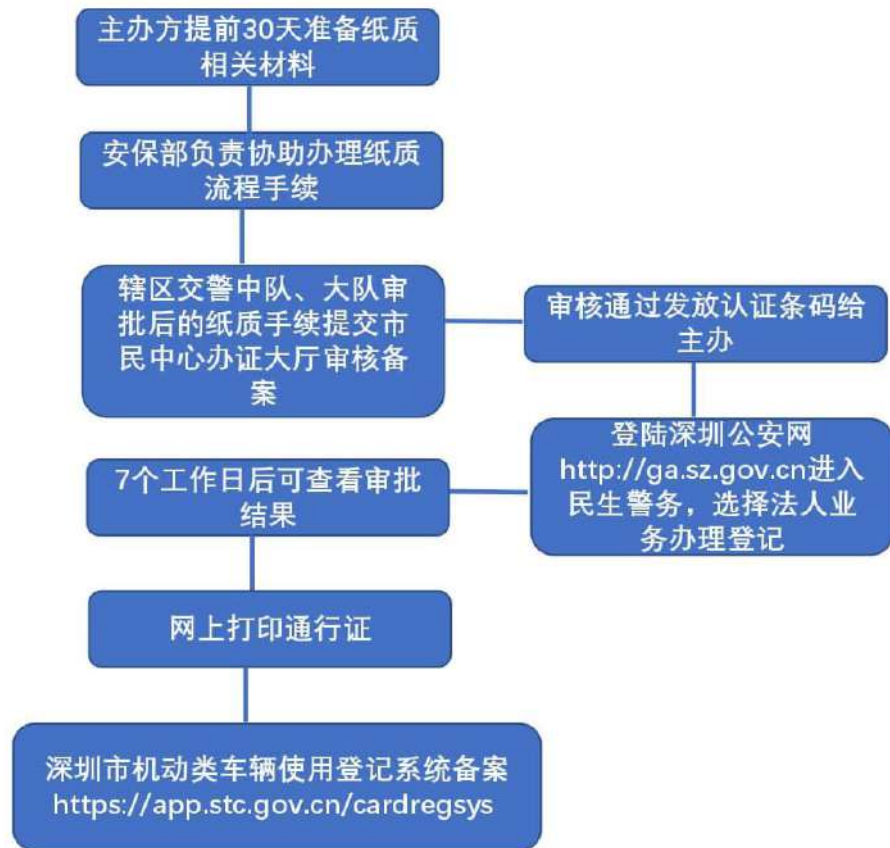 主办方提前30天准备纸质
相关材料
安保部负责协助办理纸质
流程手续
辖区交警中队、大队审
批后的纸质手续提交市
民中心办证大厅审核备
案
审核通过发放认证条码给
主办
登陆深圳公安网
http://ga.sz.gov.cn进入
民生警务，选择法人业
务办理登记
7个工作日后可查看审批
结果
网上打印通行证
深圳市机动类车辆使用登记系统备案
https://app.stc.gov.cn/cardregsys